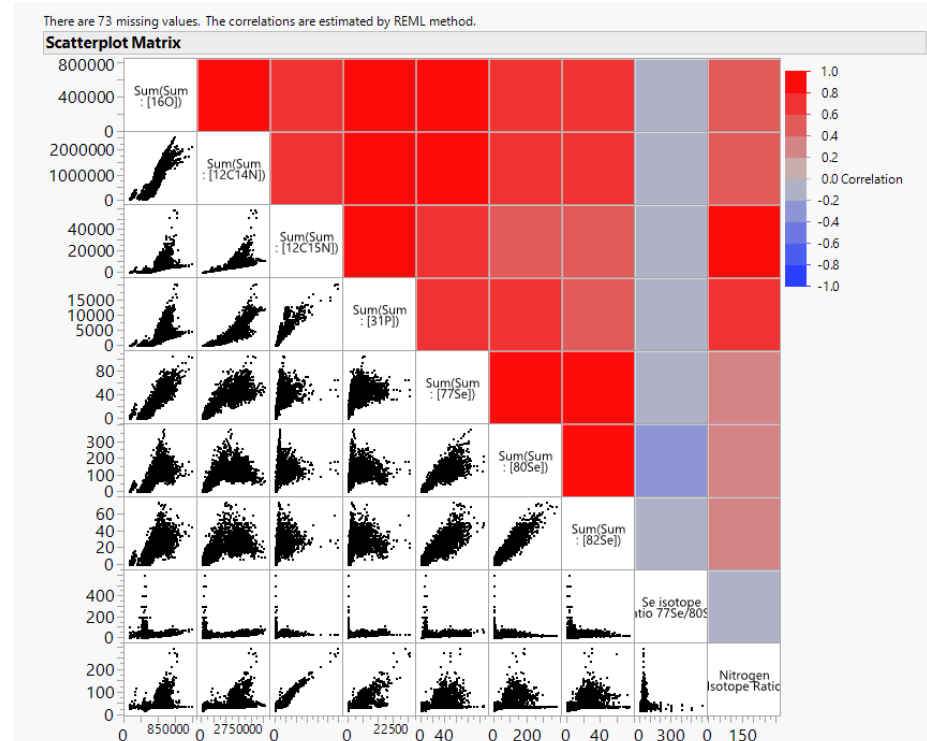 There are 73 missing values. The correlations are estimated by REML method.
Scatterplot Matrix
800000
400000
0
Sum(Sum
: [16O])
2000000
1000000
0
Sum(Sum
: [12C14N])
40000
20000
0
Sum(Sum
: [12C15N])
15000
10000
5000
0
Sum(Sum
: [31P])
80
40
0
Sum(Sum
: [77Se])
300
200
100
0
Sum(Sum
: [80Se])
60
40
20
0
Sum(Sum
: [82Se])
400
200
0
Se isotope
atio 77Se/80S
200
100
0
Nitrogen
Isotope Ratio
0 850000 0 2750000 0 0 22500 0 40 0 200 0 40 0 300 0 150
1.0
0.8
0.6
0.4
0.2
0.0 Correlation
-0.2
-0.4
-0.6
-0.8
-1.0